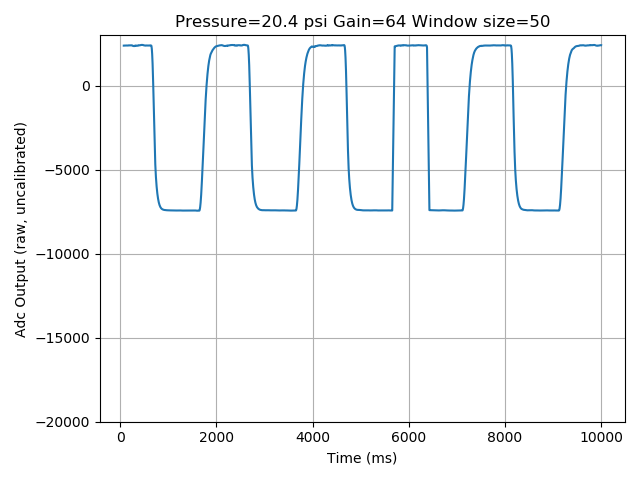 Pressure=20.4 psi Gain=64 Window size=50
Adc Output (raw, uncalibrated)
0
−5000
−10000
−15000
−20000
0 2000 4000 6000 8000 10000
Time (ms)